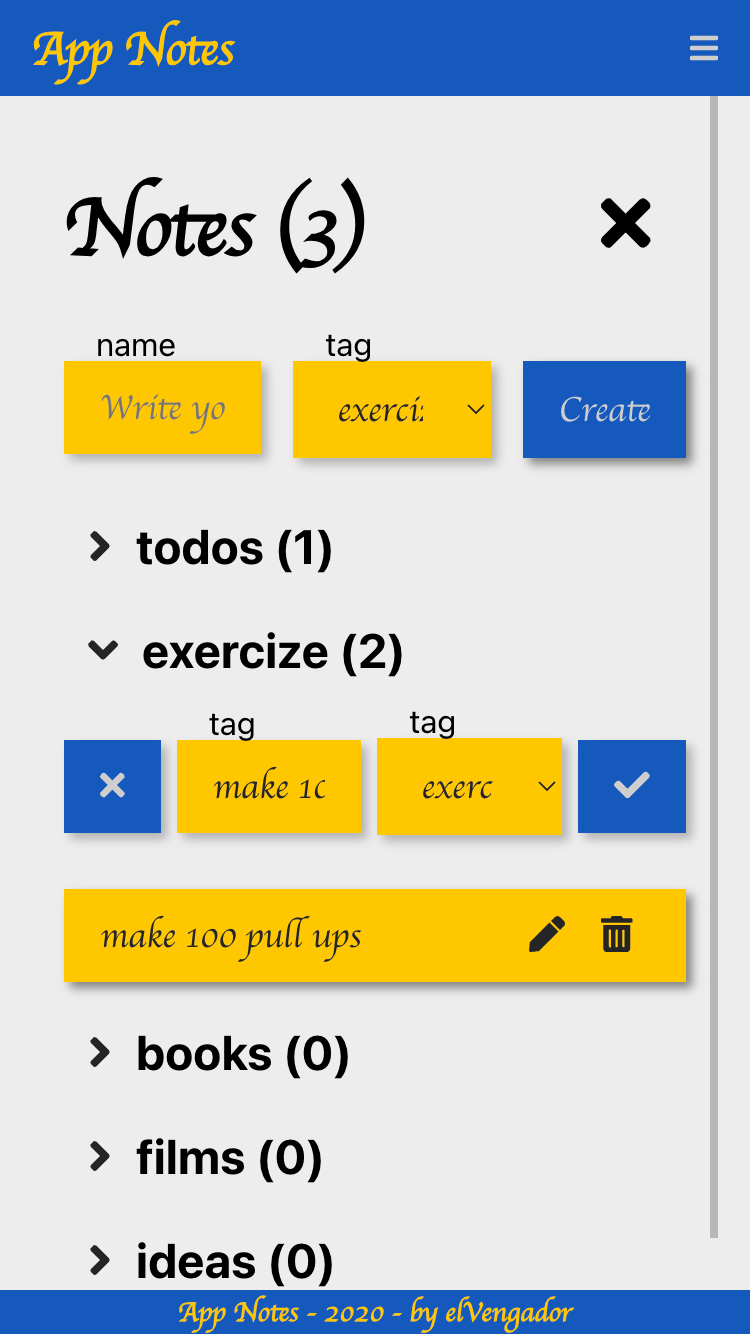 App Notes
Notes (3)
name tag
Write yo exerci Create
todos (1)
exercize (2)
tag tag
make 10 exerc
make 100 pull ups
books (0)
films (0)
ideas (0)
App Notes - 2020 - by elVengador